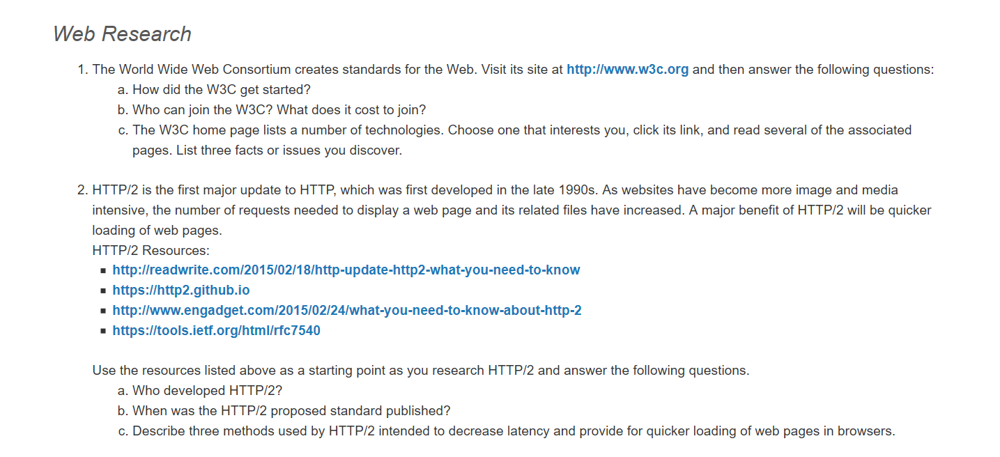 Web Research
1. The World Wide Web Consortium creates standards for the Web. Visit its site at http://www.w3c.org and then answer the following questions:
a. How did the W3C get started?
b. Who can join the W3C? What does it cost to join?
c. The W3C home page lists a number of technologies. Choose one that interests you, click its link, and read several of the associated
pages. List three facts or issues you discover.
2. HTTP/2 is the first major update to HTTP, which was first developed in the late 1990s. As websites have become more image and media
intensive, the number of requests needed to display a web page and its related files have increased. A major benefit of HTTP/2 will be quicker
loading of web pages.
HTTP/2 Resources:
▪ http://readwrite.com/2015/02/18/http-update-http2-what-you-need-to-know
▪ https://http2.github.io
▪ http://www.engadget.com/2015/02/24/what-you-need-to-know-about-http-2
▪ https://tools.ietf.org/html/rfc7540
Use the resources listed above as a starting point as you research HTTP/2 and answer the following questions.
a. Who developed HTTP/2?
b. When was the HTTP/2 proposed standard published?
c. Describe three methods used by HTTP/2 intended to decrease latency and provide for quicker loading of web pages in browsers.